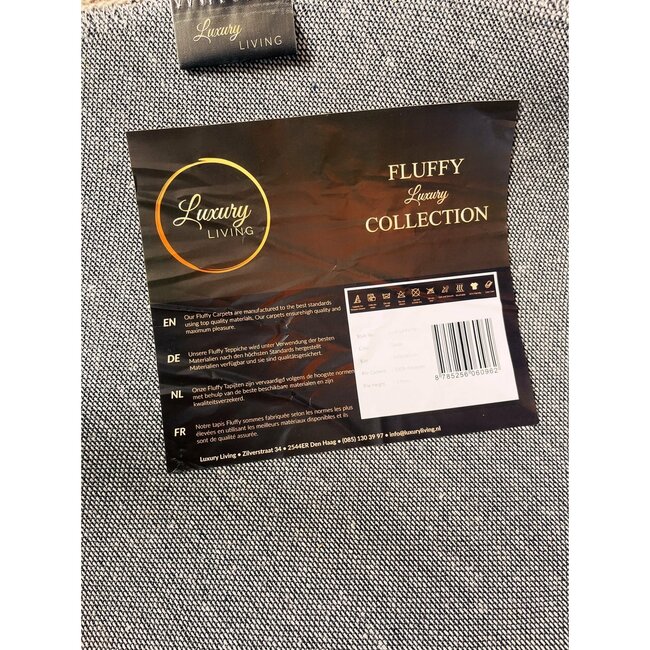 Luxury
LIVING
Luxury
LIVING
FLUFFY
Luxury
COLLECTION
EN
Our Fluffy Carpets are manufactured to the best standards
using top quality materials. Our carpets ensurehigh quality and
maximum pleasure.
DE
Unsere Fluffy Teppiche wird unter Verwendung der besten
Materialen nach den höchsten Standards hergestellt
Materialen verfügbar und sie sind qualitätsgesichert.
NL
Onze Fluffy Tapijten zijn vervaardigd volgens de hoogste normen
met behulp van de beste beschikbare materialen en zijn
kwaliteitsverzekerd.
FR
Notre tapis Fluffy sommes fabriquée selon les normes les plus
élevées en utilisant les meilleurs matériaux disponibles et ils
sont de qualité assurée.
Luxury Living • Zilverstraat 34 • 2544ER Den Haag • (085) 130 39 97 • info@luxuryliving.nl
8 785256 060962